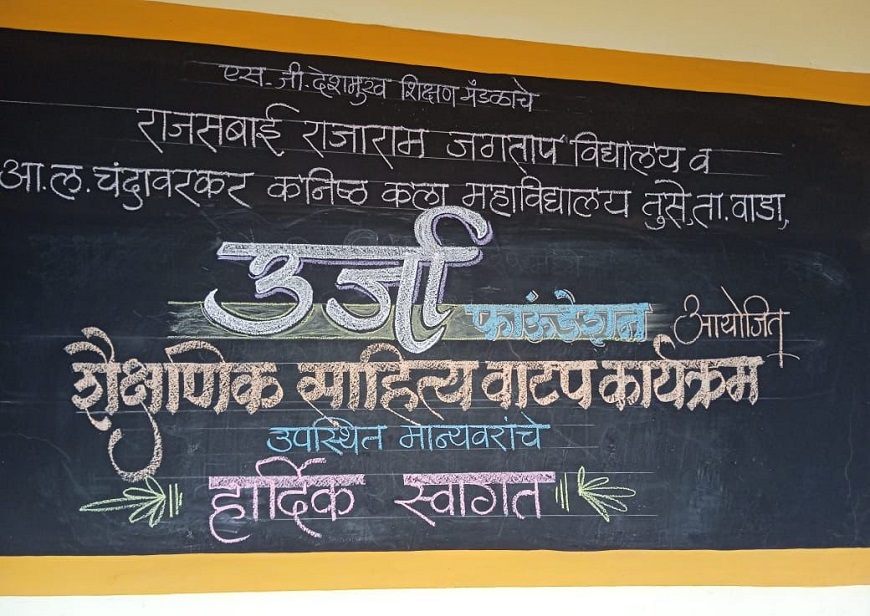 एस. जी. देशमुख शिक्षण मंडळाचे
राजसबाई राजाराम जगताप विद्यालय व
आ. ल. चंदावरकर कनिष्ठ कला महाविद्यालय तुसे, ता. वाडा,
उर्जा फाऊंडेशन आयोजित
शैक्षणिक साहित्य वाटप कार्यक्रम
उपस्थित मान्यवरांचे
हार्दिक स्वागत